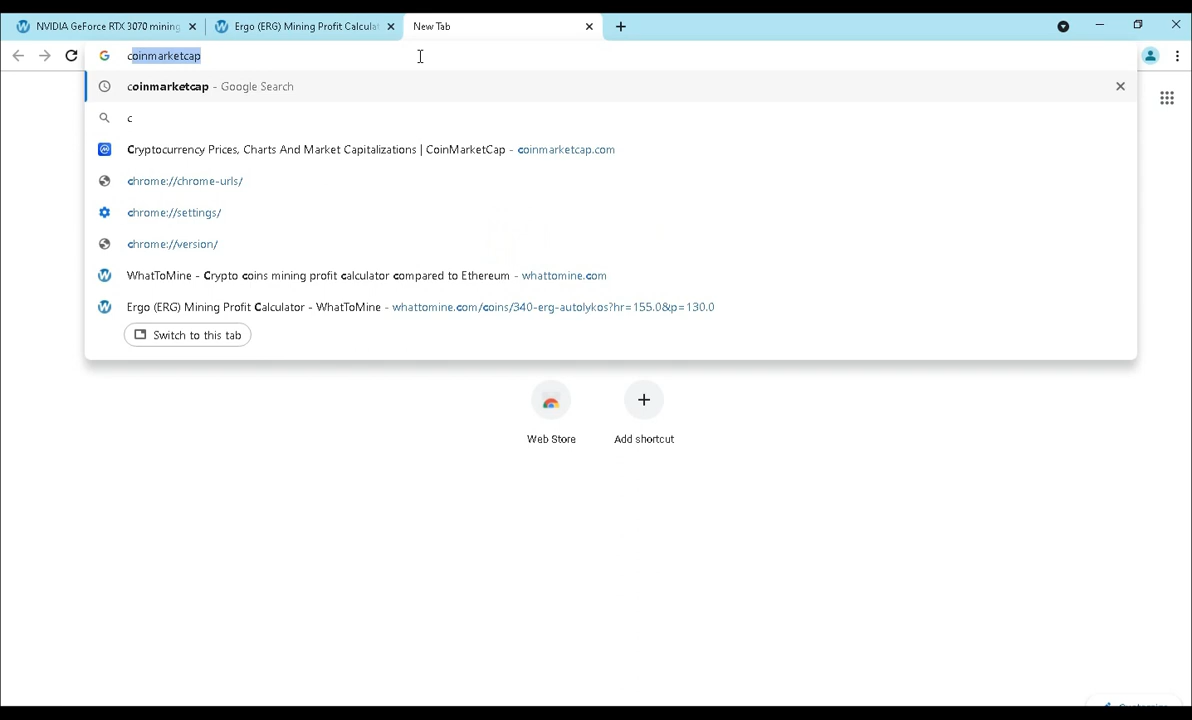 NVIDIA GeForce RTX 3070 mining
Ergo (ERG) Mining Profit Calculat
New Tab
coinmarketcap
coinmarketcap - Google Search
c
Cryptocurrency Prices, Charts And Market Capitalizations | CoinMarketCap - coinmarketcap.com
chrome://chrome-urls/
chrome://settings/
chrome://version/
WhatToMine - Crypto coins mining profit calculator compared to Ethereum - whattomine.com
Ergo (ERG) Mining Profit Calculator - WhatToMine - whattomine.com/coins/340-erg-autolykos?hr=155.0&p=130.0
Switch to this tab
Web Store
Add shortcut